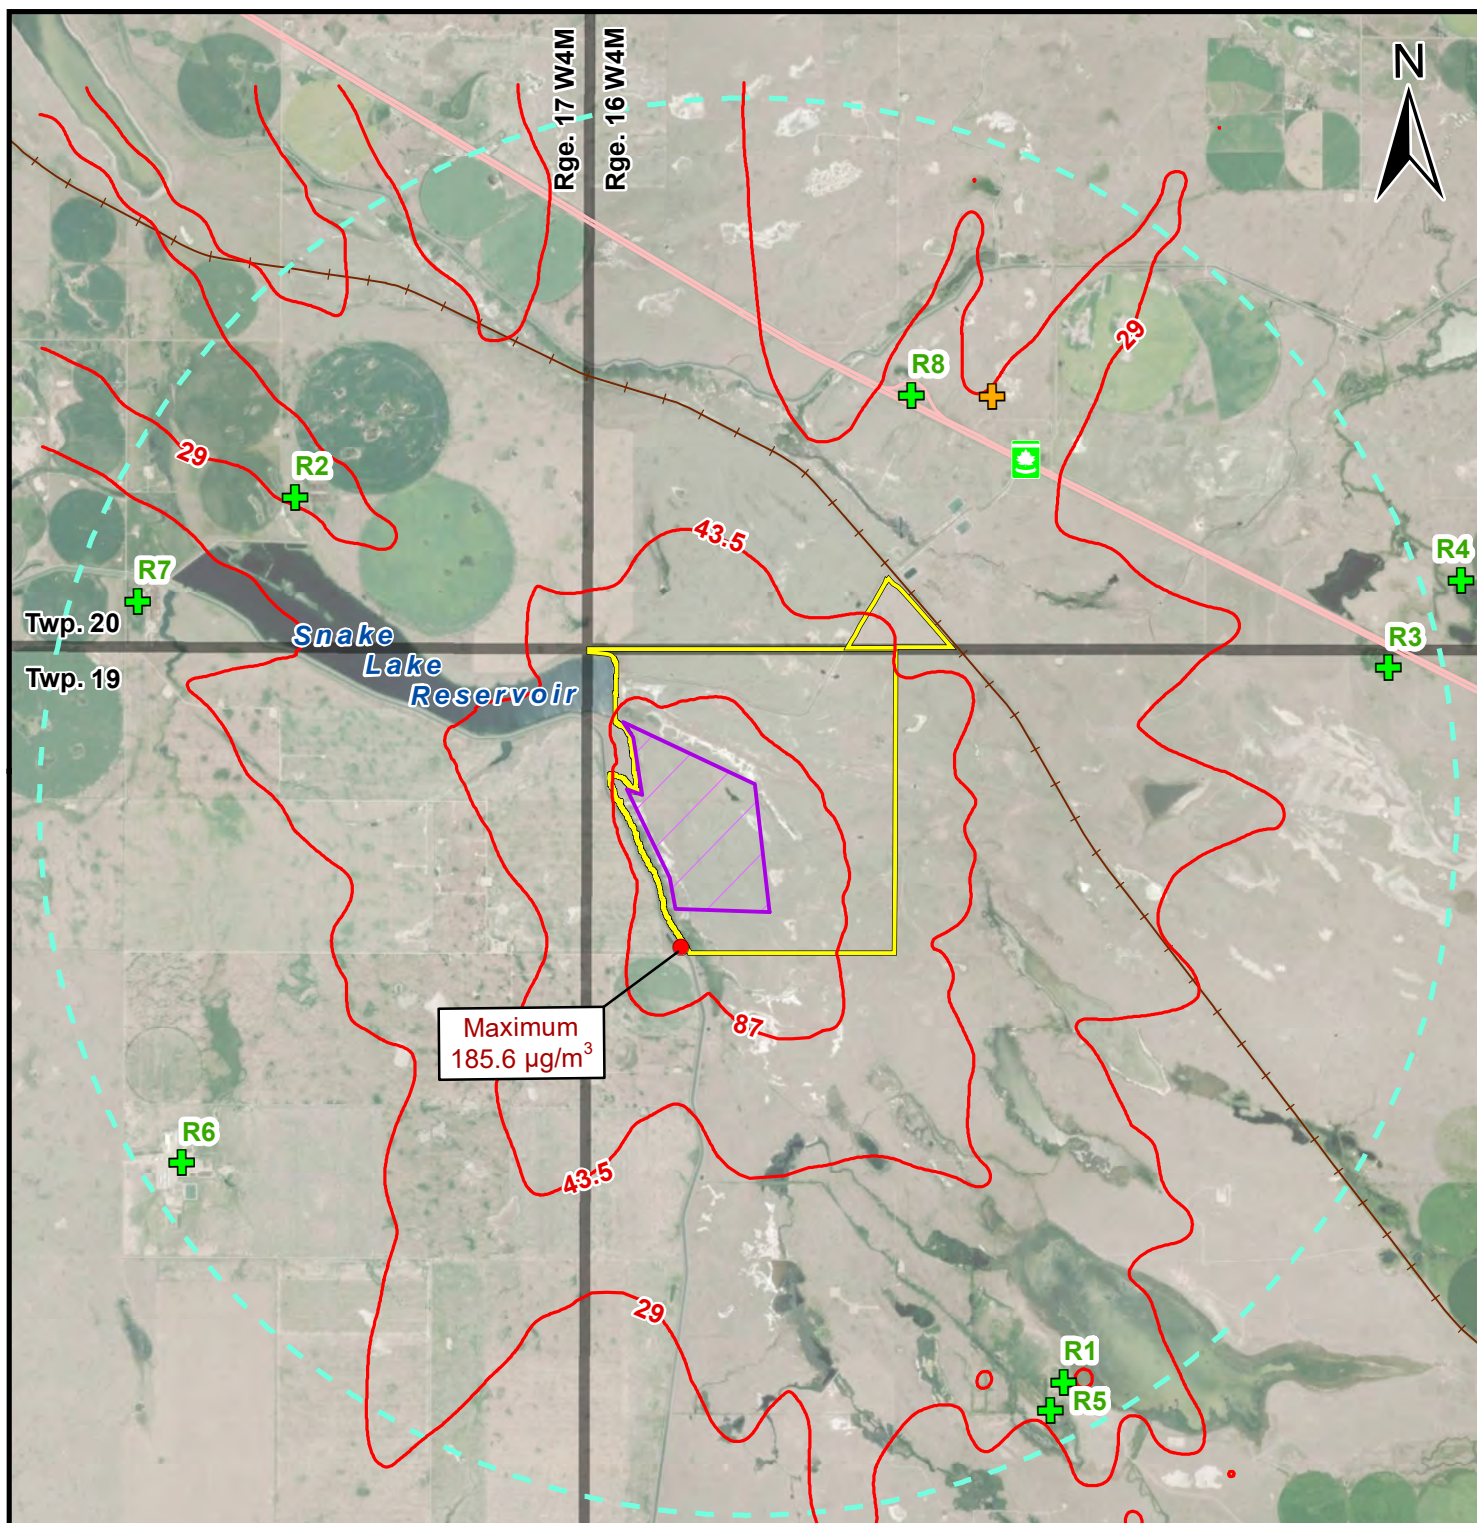 Rge. 17 W4M
Rge. 16 W4M
N
29
R8
29
R2
43.5
R7
R4
Twp. 20
Snake
Lake
Reservoir
R3
Twp. 19
Maximum
185.6 µg/m³
87
R6
43.5
29
R1
R5